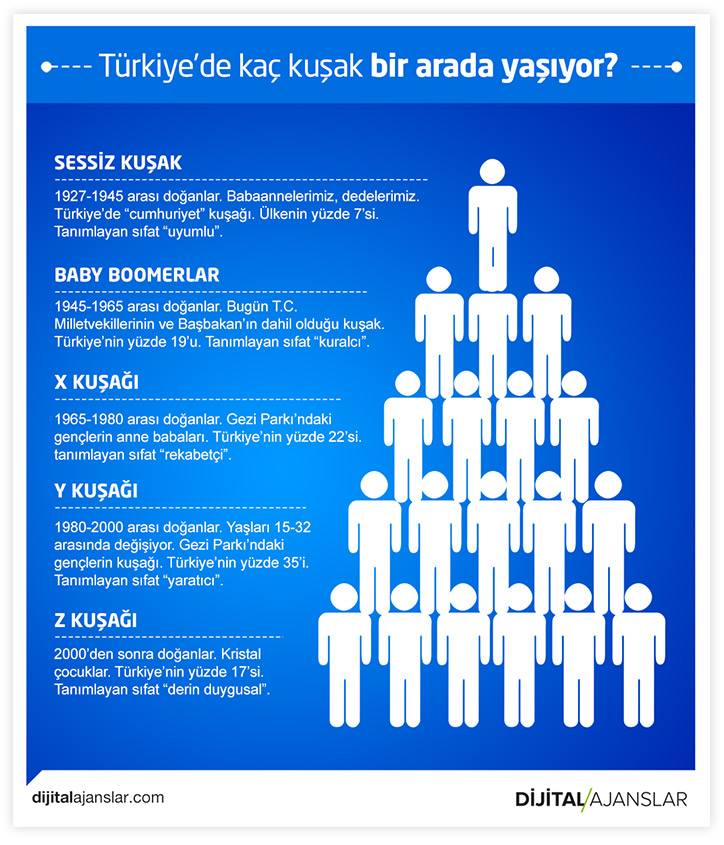 Türkiye’de kaç kuşak bir arada yaşıyor?
SESSİZ KUŞAK
1927-1945 arası doğanlar. Babaannelerimiz, dedelerimiz.
Türkiye’de “cumhuriyet” kuşağı. Ülkenin yüzde 7’si.
Tanımlayan sıfat “uyumlu”.
BABY BOOMERLAR
1945-1965 arası doğanlar. Bugün T.C.
Milletvekillerinin ve Başbakan’ın dahil olduğu kuşak.
Türkiye’nin yüzde 19’u. Tanımlayan sıfat “kuralcı”.
X KUŞAĞI
1965-1980 arası doğanlar. Gezi Parkı’ndaki
gençlerin anne babaları. Türkiye’nin yüzde 22’si.
tanımlayan sıfat “rekabetçi”.
Y KUŞAĞI
1980-2000 arası doğanlar. Yaşları 15-32
arasında değişiyor. Gezi Parkı’ndaki
gençlerin kuşağı. Türkiye’nin yüzde 35’i.
Tanımlayan sıfat “yaratıcı”.
Z KUŞAĞI
2000’den sonra doğanlar. Kristal
çocuklar. Türkiye’nin yüzde 17’si.
Tanımlayan sıfat “derin duygusal”.
dijitalajanslar.com
DİJİTAL/AJANSLAR